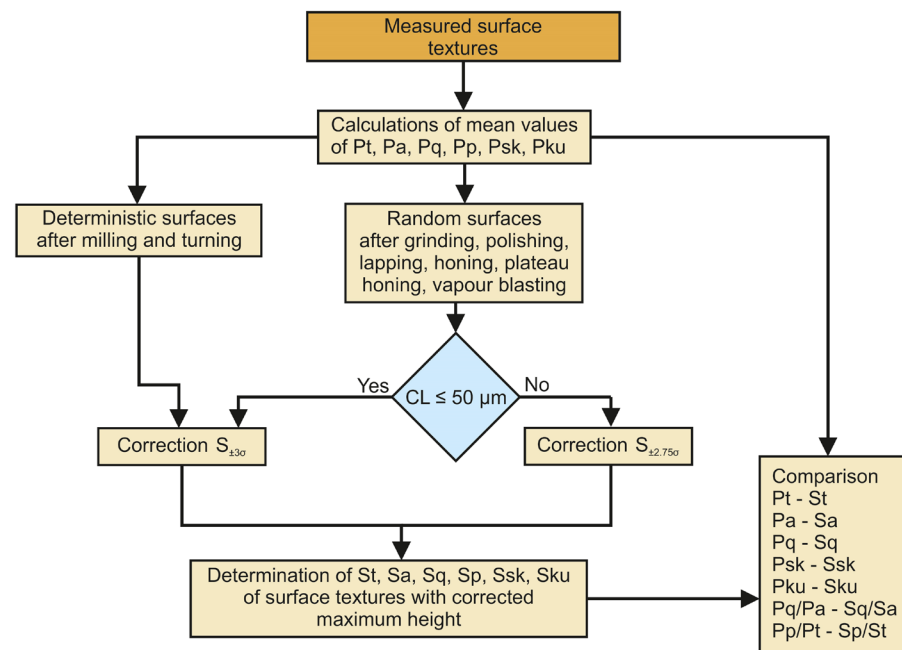 Measured surface
textures
Calculations of mean values
of Pt, Pa, Pq, Pp, Psk, Pku
Deterministic surfaces
after milling and turning
Random surfaces
after grinding, polishing,
lapping, honing, plateau
honing, vapour blasting
Yes
CL ≤ 50 μm
No
Correction S±3σ
Correction S±2.75σ
Determination of St, Sa, Sq, Sp, Ssk, Sku
of surface textures with corrected
maximum height
Comparison
Pt - St
Pa - Sa
Pq - Sq
Psk - Ssk
Pku - Sku
Pq/Pa - Sq/Sa
Pp/Pt - Sp/St